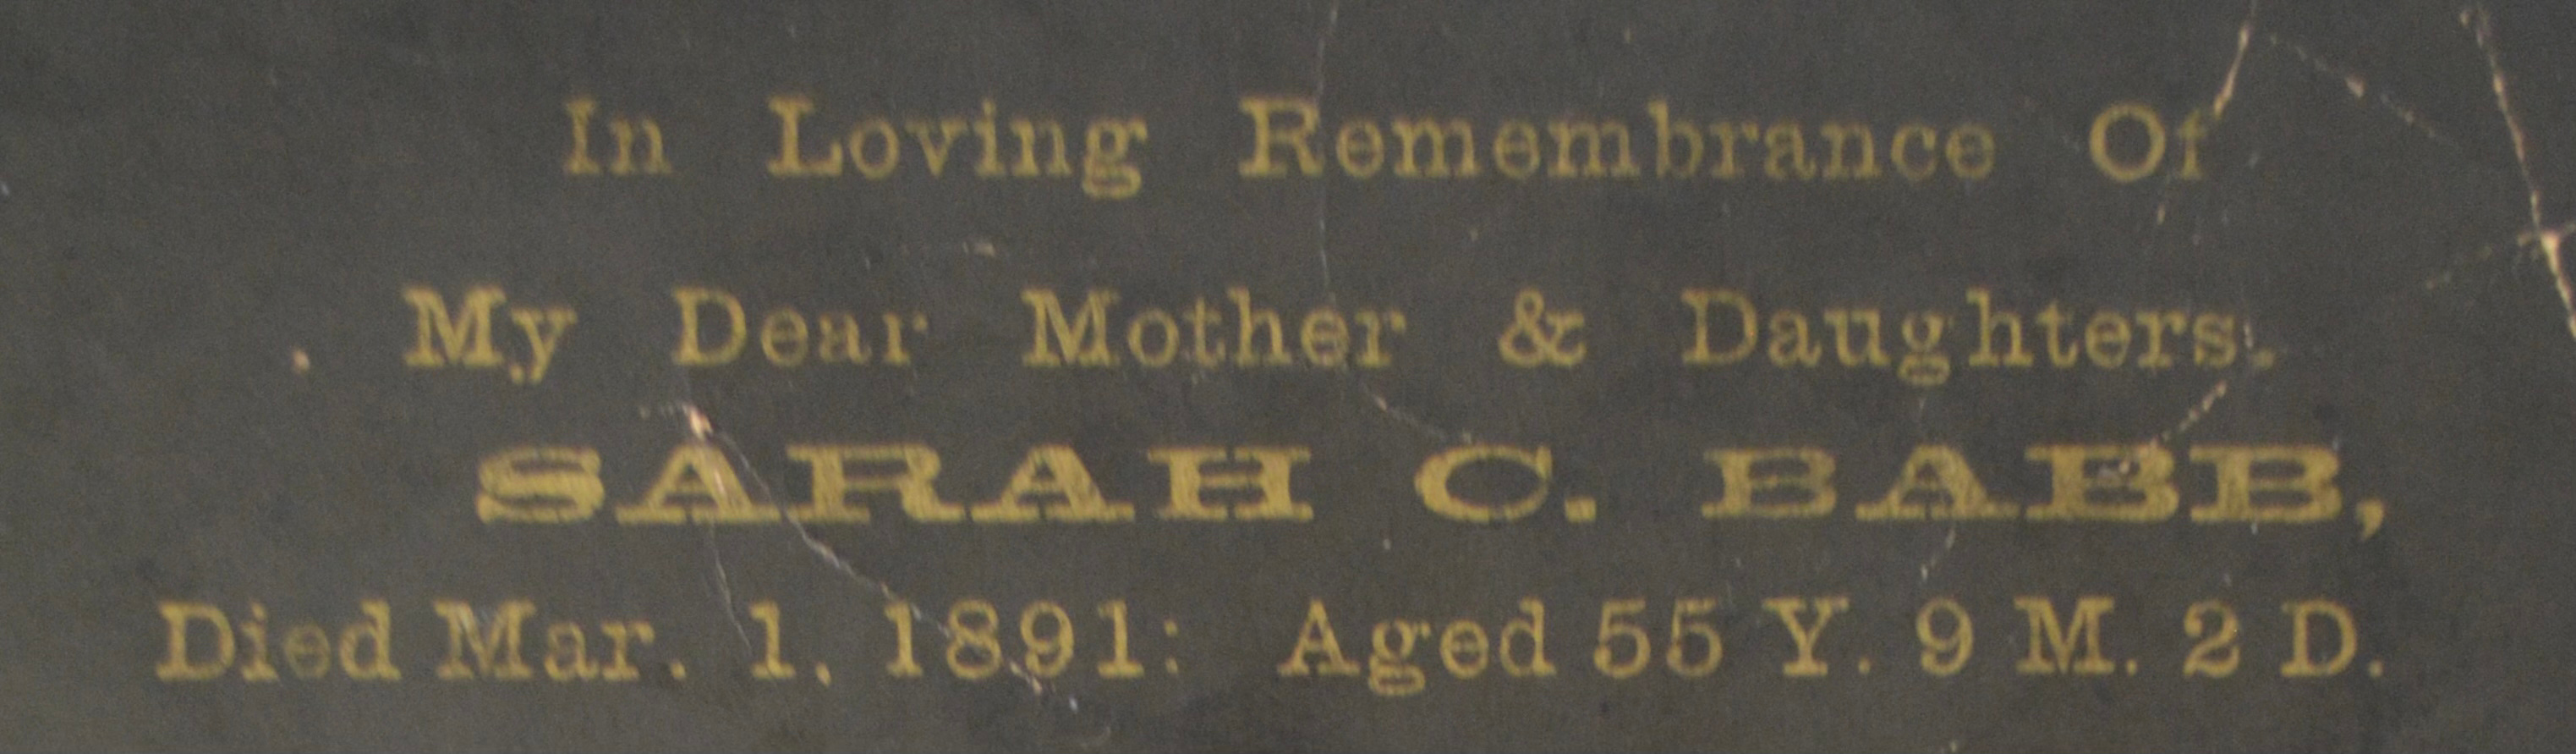 In Loving Remembrance Of
My Dear Mother & Daughters.
SARAH C. BABB,
Died Mar. 1, 1891: Aged 55 Y. 9 M. 2 D.